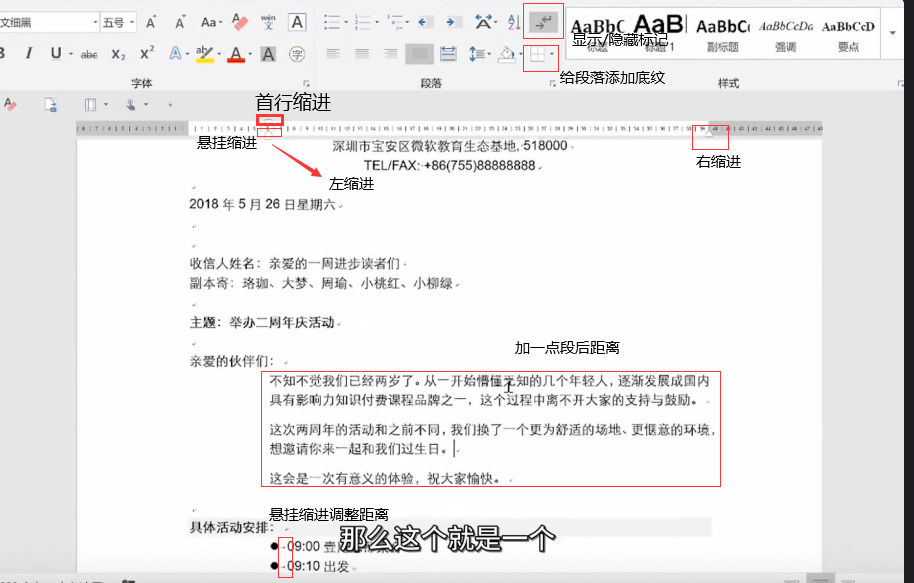 文细黑 五号 A A Aa wén 文 A
B I U abc X₂ X² A aby A A 字
字体 段落 样式
AaBbC AaB AaBbC AaBbCcDa AaBbCcD
标题 标题 1 副标题 强调 要点
显示/隐藏标记
给段落添加底纹
首行缩进
悬挂缩进
左缩进
右缩进
深圳市宝安区微软教育生态基地, 518000
TEL/FAX: +86(755)88888888
2018 年 5 月 26 日星期六
收信人姓名：亲爱的一周进步读者们
副本寄：珞珈、大梦、周瑜、小桃红、小柳绿
主题：举办二周年庆活动
亲爱的伙伴们：
加一点段后距离
不知不觉我们已经两岁了。从一开始懵懂无知的几个年轻人，逐渐发展成国内
具有影响力知识付费课程品牌之一，这个过程中离不开大家的支持与鼓励。
这次两周年的活动和之前不同，我们换了一个更为舒适的场地、更惬意的环境，
想邀请你来一起和我们过生日。
这会是一次有意义的体验，祝大家愉快。
悬挂缩进调整距离
具体活动安排：
那么这个就是一个
● 09:00 壹
● 09:10 出发